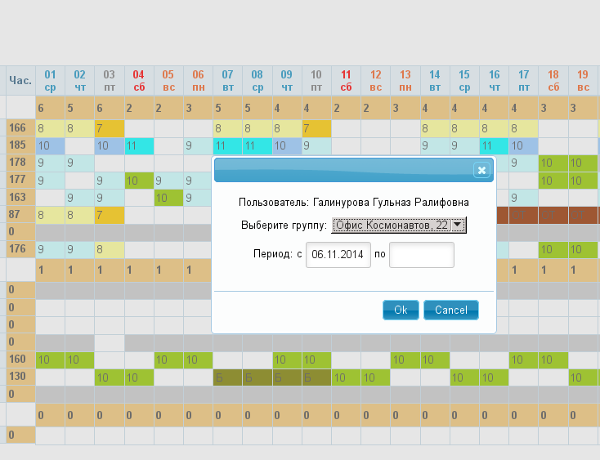 Час. 01 02 03 04 05 06 07 08 09 10 11 12 13 14 15 16 17 18 19
ср чт пт сб вс пн вт ср чт пт сб вс пн вт ср чт пт сб вс
6 5 6 2 2 3 5 5 4 4 2 2 3 4 4 4 4 3 3
166 8 8 7 8 8 8 7 8 8 8 8
185 10 10 11 9 11 11 10 9 9 9 11 10
178 9 9 9 10 10
177 9 9 10 9 9 10 10
163 9 9 10 9 9
87 8 8 7
0
176 9 9 8 9 10 10
1 1 1 1 1 1 1 1 1
0
0
0
0
160 10 10 10 10 10 10 10 10 10 10
130 10 10 Б Б Б Б 10 10 10 10 10
0
0 0 0 0 0 0 0 0 0 0 0 0 0 0 0 0 0 0 0
0
Пользователь: Галинурова Гульназ Ралифовна
Выберите группу: Офис Космонавтов, 22
Период: с 06.11.2014 по
Ok Cancel